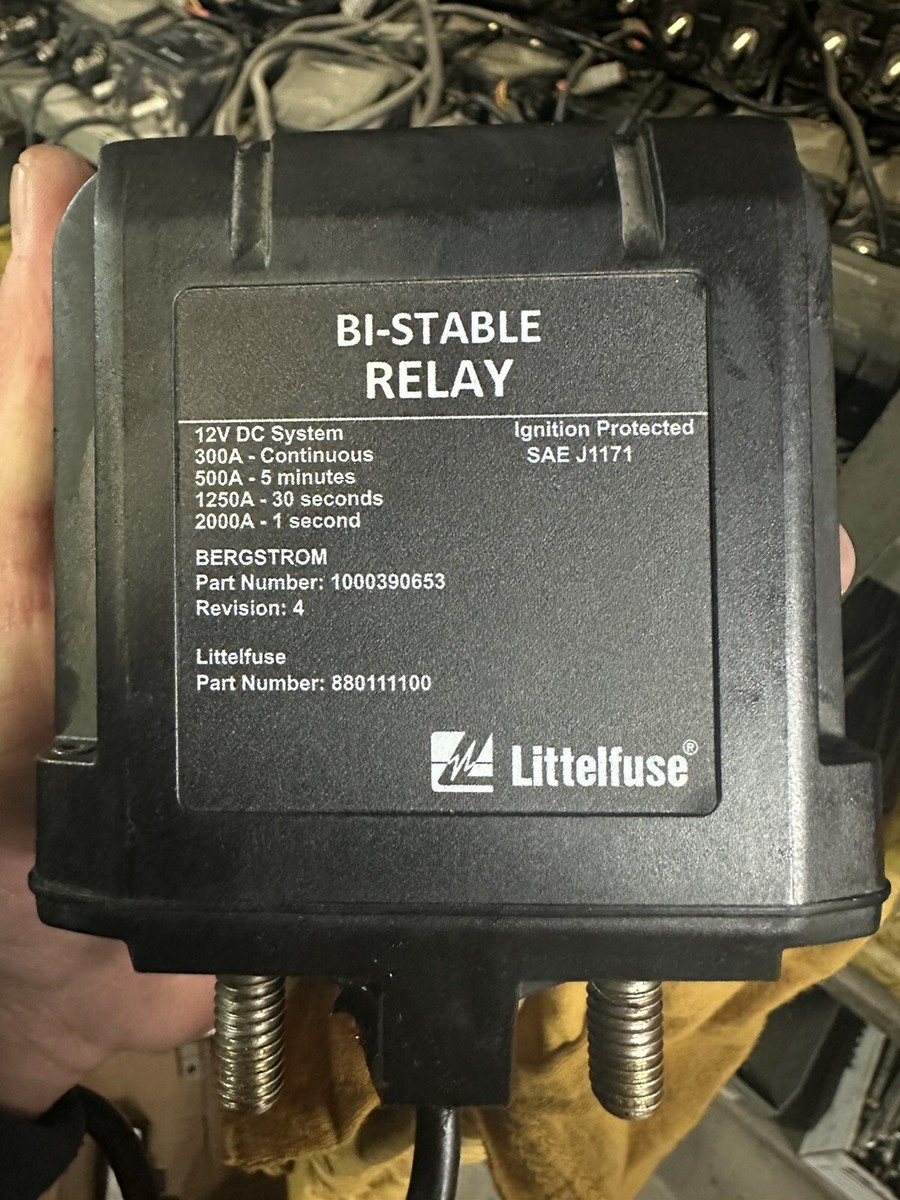 BI-STABLE
RELAY
12V DC System
300A - Continuous
500A - 5 minutes
1250A - 30 seconds
2000A - 1 second
Ignition Protected
SAE J1171
BERGSTROM
Part Number: 1000390653
Revision: 4
Littelfuse
Part Number: 880111100
Littelfuse®